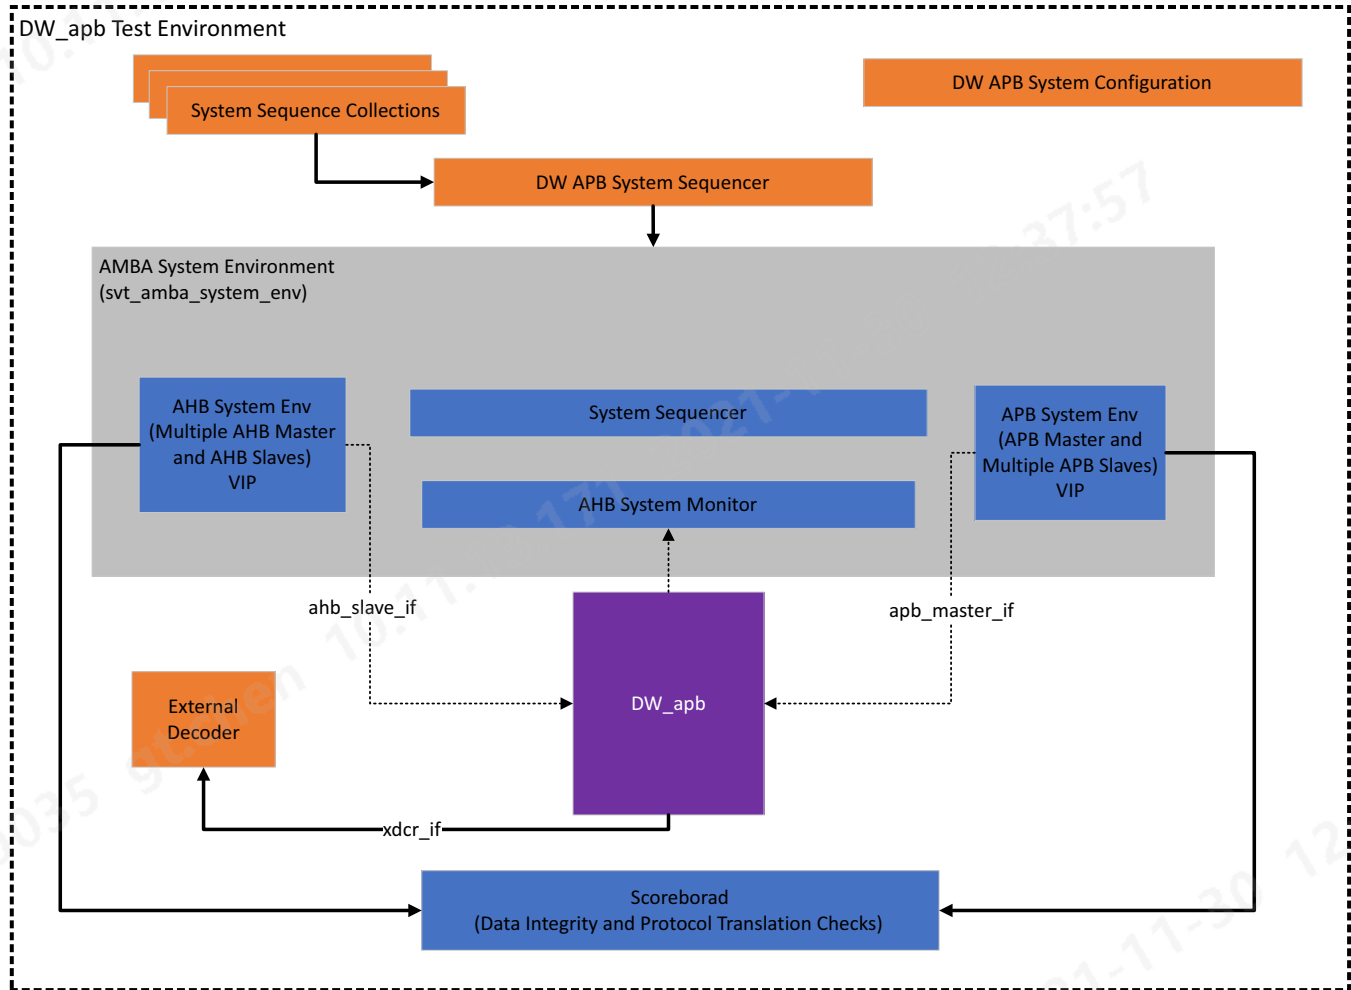 DW_apb Test Environment
System Sequence Collections
DW APB System Configuration
DW APB System Sequencer
AMBA System Environment
(svt_amba_system_env)
AHB System Env
(Multiple AHB Master
and AHB Slaves)
VIP
System Sequencer
AHB System Monitor
APB System Env
(APB Master and
Multiple APB Slaves)
VIP
ahb_slave_if
apb_master_if
DW_apb
External
Decoder
xdcr_if
Scoreborad
(Data Integrity and Protocol Translation Checks)